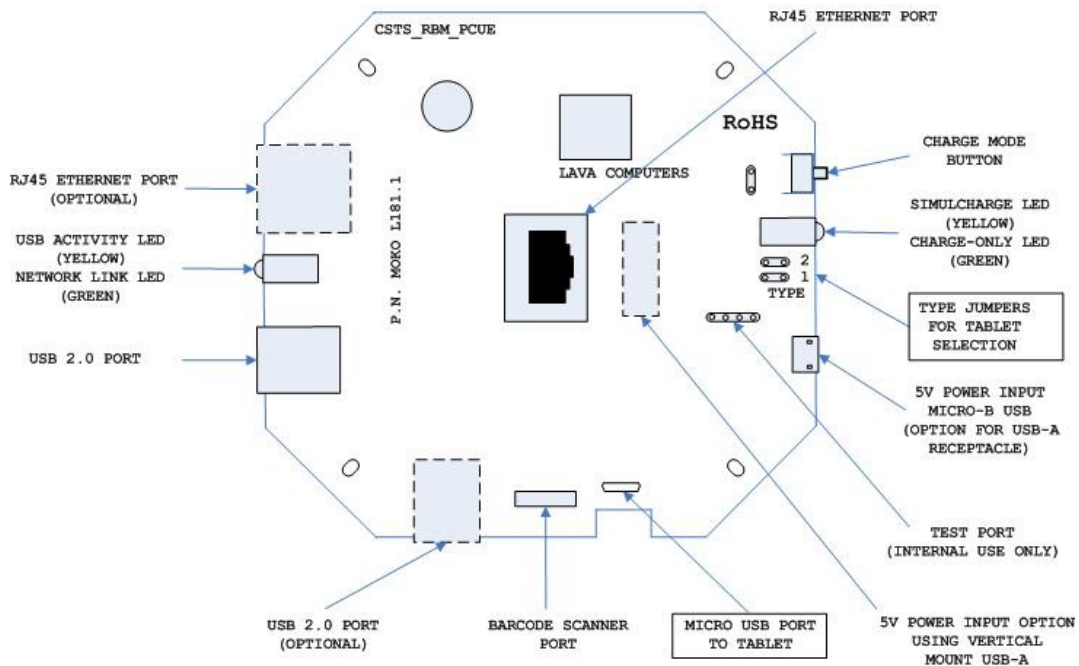 RJ45 ETHERNET PORT
CSTS_RBM_PCUE
RoHS
CHARGE MODE
BUTTON
LAVA COMPUTERS
RJ45 ETHERNET PORT
(OPTIONAL)
P.N. MOKO L181.1
SIMULCHARGE LED
(YELLOW)
CHARGE-ONLY LED
(GREEN)
USB ACTIVITY LED
(YELLOW)
NETWORK LINK LED
(GREEN)
2
1
TYPE
TYPE JUMPERS
FOR TABLET
SELECTION
USB 2.0 PORT
5V POWER INPUT
MICRO-B USB
(OPTION FOR USB-A
RECEPTACLE)
TEST PORT
(INTERNAL USE ONLY)
USB 2.0 PORT
(OPTIONAL)
BARCODE SCANNER
PORT
MICRO USB PORT
TO TABLET
5V POWER INPUT OPTION
USING VERTICAL
MOUNT USB-A